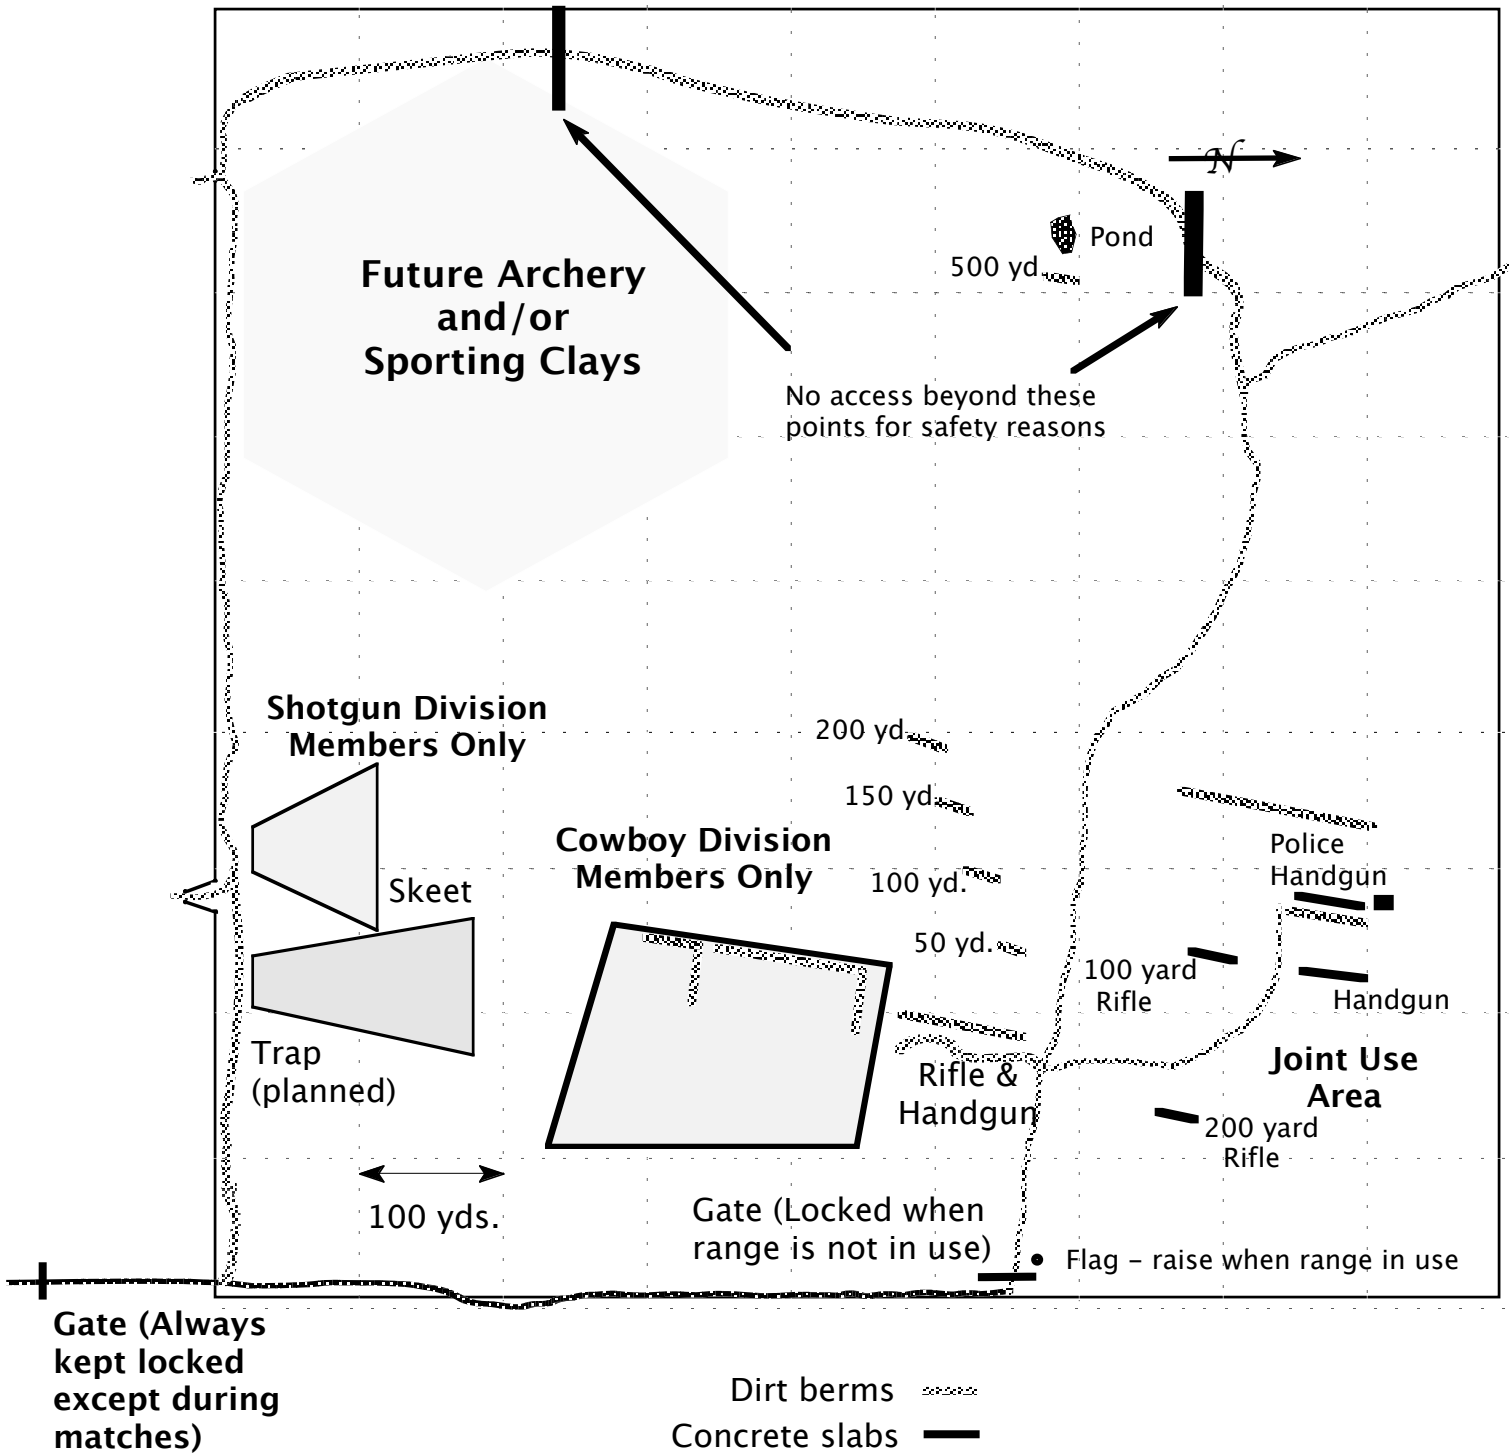 N
Pond
500 yd
Future Archery
and/or
Sporting Clays
No access beyond these
points for safety reasons
Shotgun Division
Members Only
200 yd.
150 yd.
Cowboy Division
Members Only
Police
Handgun
Skeet
100 yd.
50 yd.
100 yard
Rifle
Handgun
Trap
(planned)
Rifle &
Handgun
Joint Use
Area
200 yard
Rifle
100 yds.
Gate (Locked when
range is not in use)
Flag – raise when range in use
Gate (Always
kept locked
except during
matches)
Dirt berms
Concrete slabs